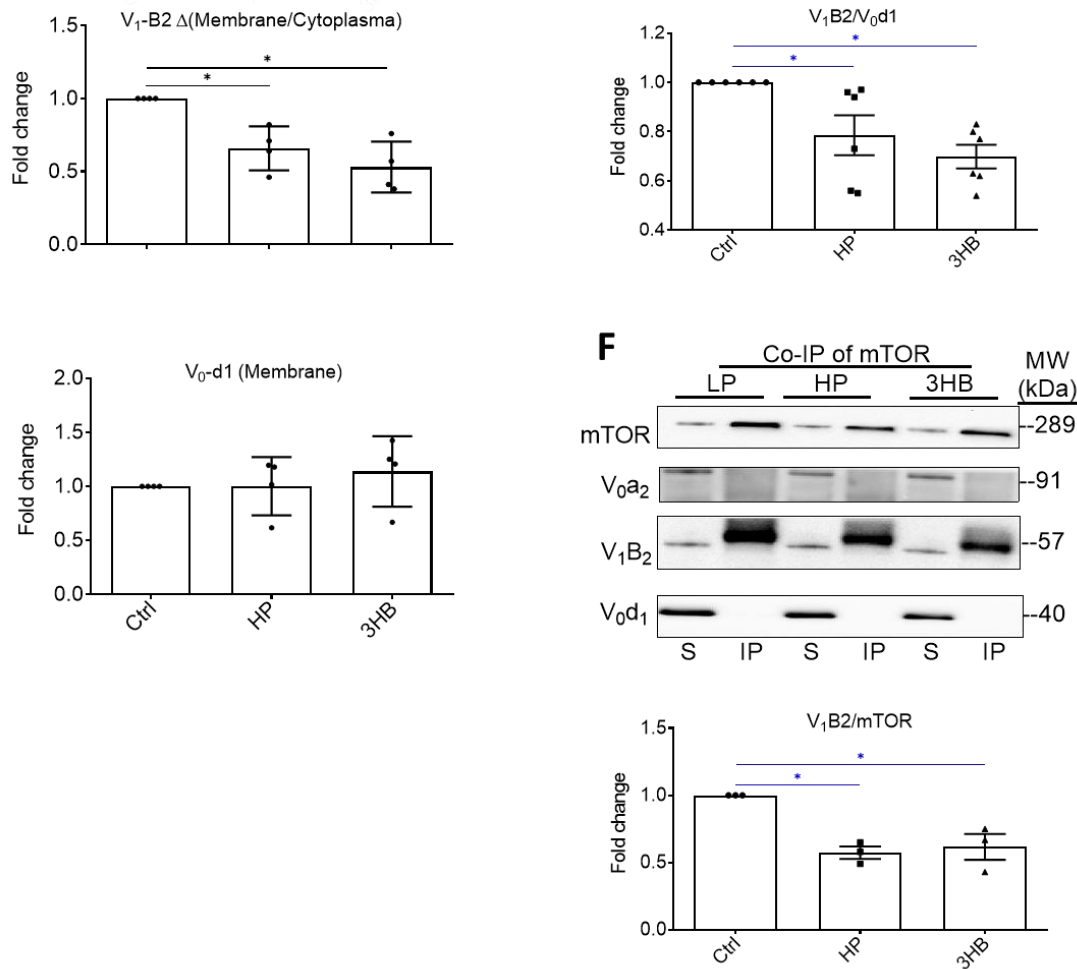 V₁-B2 Δ(Membrane/Cytoplasma)
Fold change
1.5
1.0
0.5
0.0
*
*
V₁B2/V₀d1
Fold change
1.2
1.0
0.8
0.6
0.4
*
*
Ctrl
HP
3HB
V₀-d1 (Membrane)
Fold change
2.0
1.5
1.0
0.5
0.0
Ctrl
HP
3HB
F
Co-IP of mTOR
MW
(kDa)
LP HP 3HB
mTOR --289
V₀a₂ --91
V₁B₂ --57
V₀d₁ --40
S IP S IP S IP
V₁B2/mTOR
Fold change
1.5
1.0
0.5
0.0
*
*
Ctrl
HP
3HB